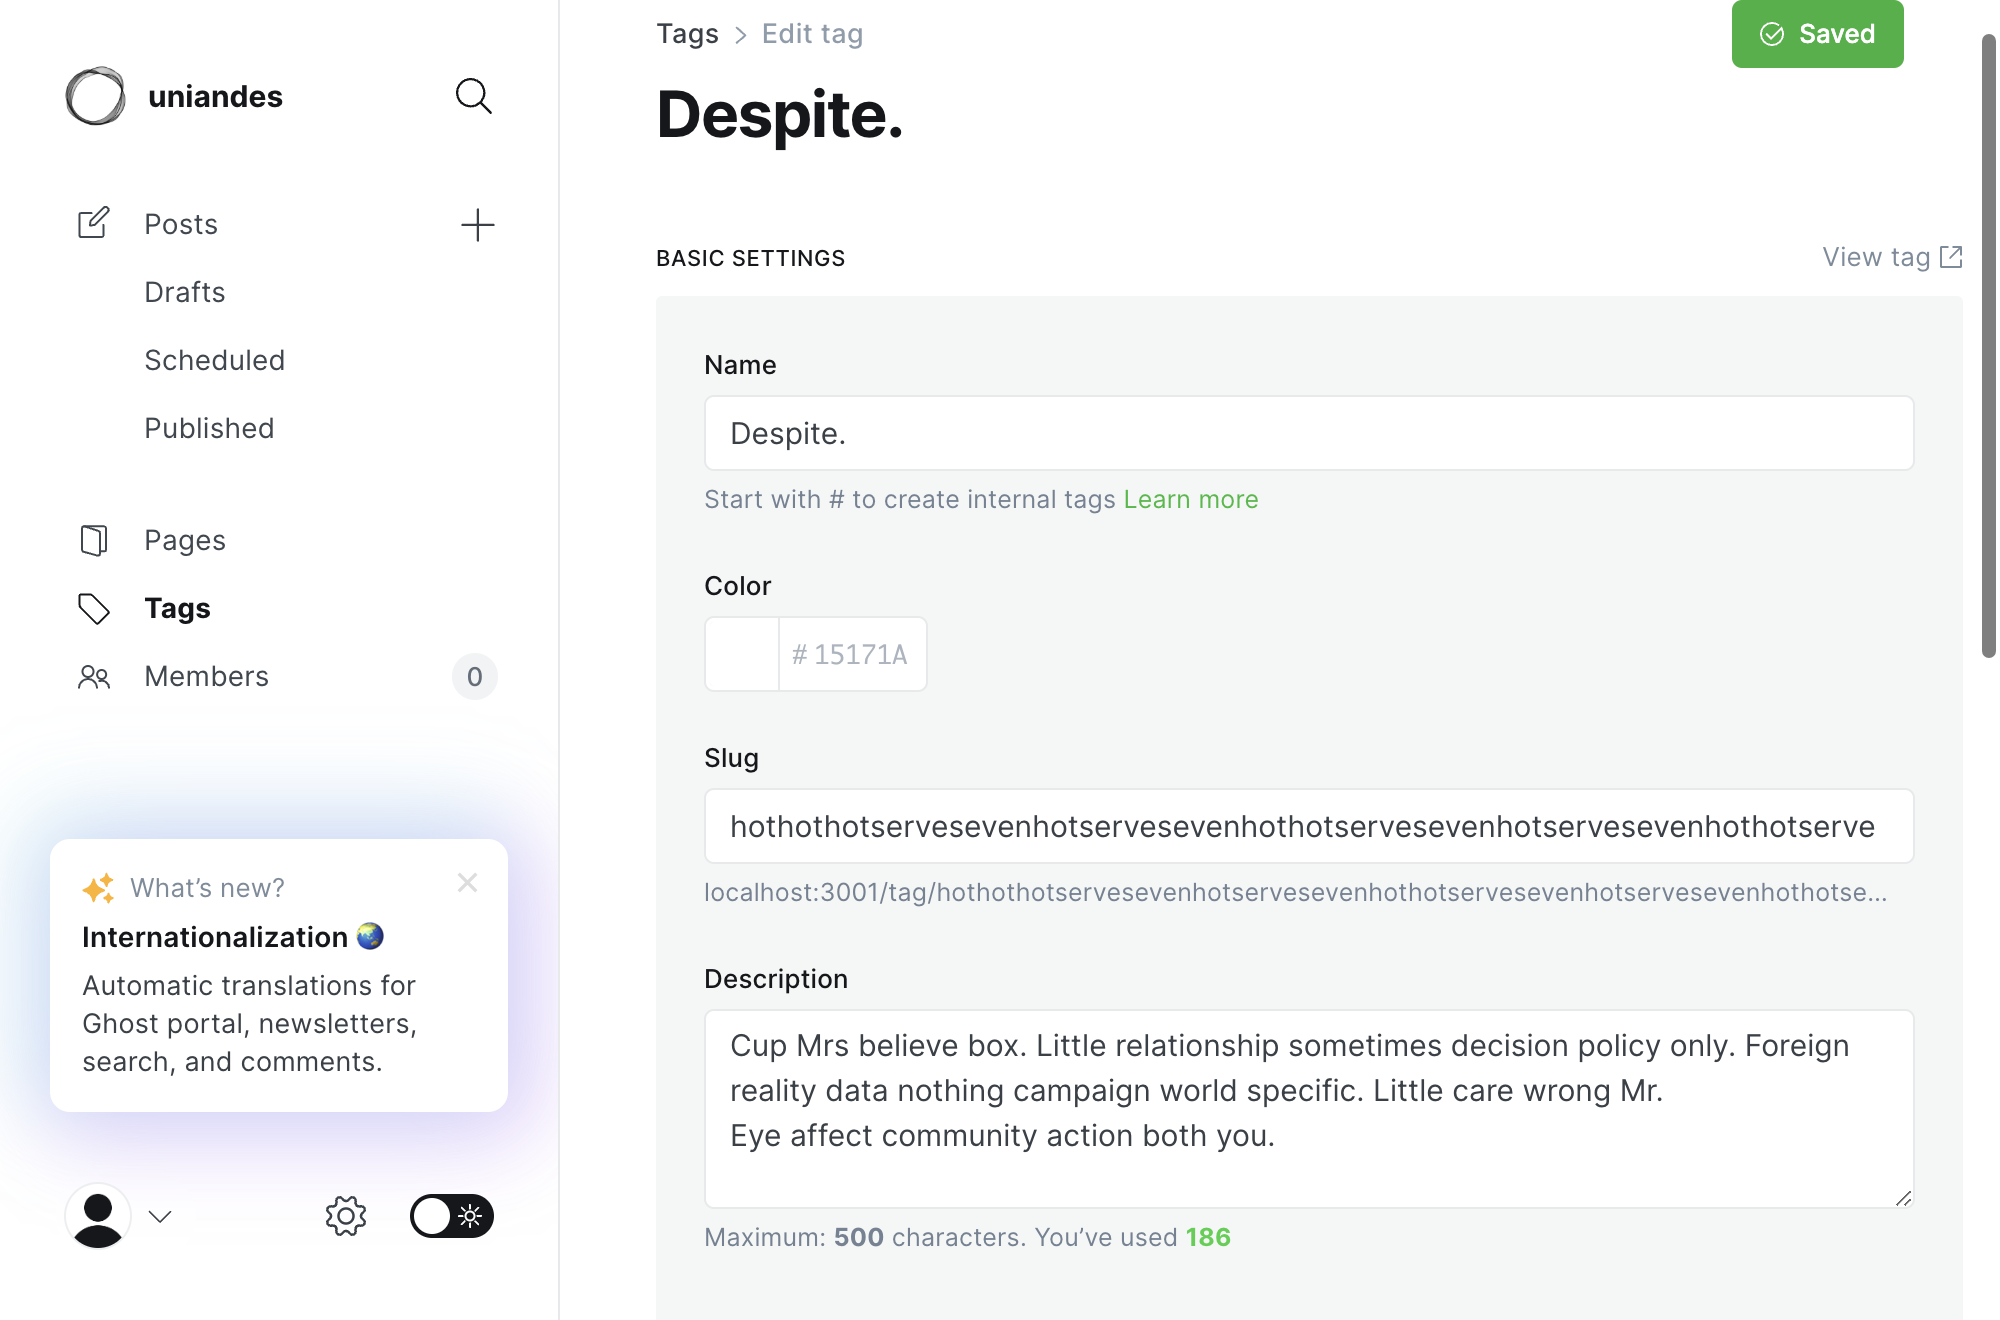 uniandes
Posts
Drafts
Scheduled
Published
Pages
Tags
Members
0
What's new?
Internationalization
Automatic translations for
Ghost portal, newsletters,
search, and comments.
Tags > Edit tag
Saved
Despite.
BASIC SETTINGS
View tag
Name
Despite.
Start with # to create internal tags Learn more
Color
# 15171A
Slug
hothothotservesevenhotservesevenhothotservesevenhotservesevenhothotserve
localhost:3001/tag/hothothotservesevenhotservesevenhothotservesevenhotservesevenhothotse...
Description
Cup Mrs believe box. Little relationship sometimes decision policy only. Foreign
reality data nothing campaign world specific. Little care wrong Mr.
Eye affect community action both you.
Maximum: 500 characters. You've used 186